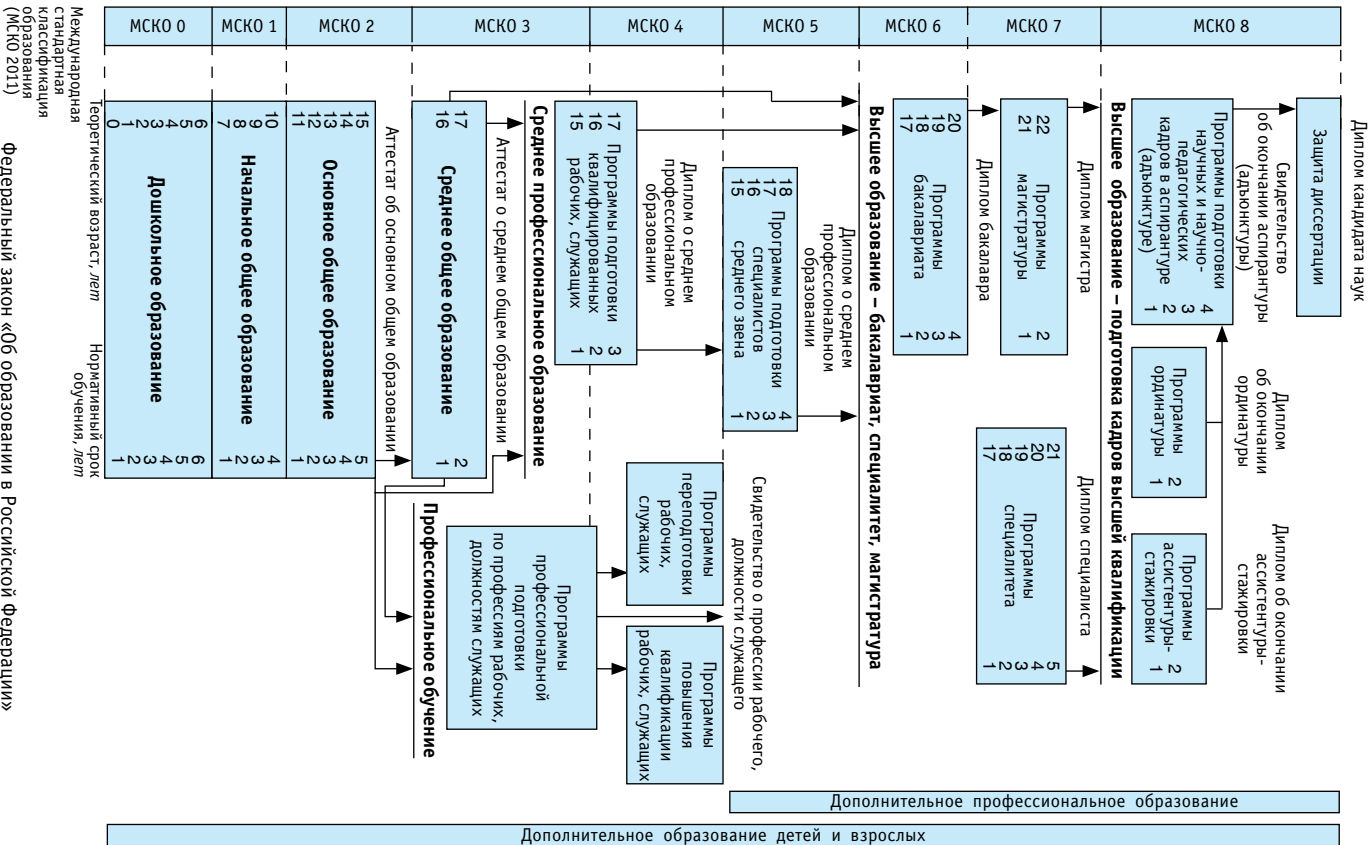 МСКО 0
МСКО 1
МСКО 2
МСКО 3
МСКО 4
МСКО 5
МСКО 6
МСКО 7
МСКО 8
Международная
стандартная
классификация
образования
(МСКО 2011)
Теоретический возраст, лет
Нормативный срок
обучения, лет
0 1 2 3 4 5 6
Дошкольное образование
1 2 3 4 5 6
7 8 9 10
Начальное общее образование
1 2 3 4
11 12 13 14 15
Основное общее образование
1 2 3 4 5
Аттестат об основном общем образовании
16 17
Среднее общее образование
1 2
Аттестат о среднем общем образовании
Профессиональное обучение
Программы
профессиональной
подготовки
по профессиям рабочих,
должностям служащих
Среднее профессиональное образование
15 16 17
Программы подготовки
квалифицированных
рабочих, служащих
1 2 3
Диплом о среднем
профессиональном
образовании
Программы
переподготовки
рабочих,
служащих
Программы
повышения
квалификации
рабочих, служащих
Свидетельство о профессии рабочего,
должности служащего
15 16 17 18
Программы подготовки
специалистов
среднего звена
1 2 3 4
Диплом о среднем
профессиональном
образовании
Высшее образование – бакалавриат, специалитет, магистратура
17 18 19 20
Программы
бакалавриата
1 2 3 4
Диплом бакалавра
21 22
Программы
магистратуры
1 2
Диплом магистра
17 18 19 20 21
Программы
специалитета
1 2 3 4 5
Диплом специалиста
Высшее образование – подготовка кадров высшей квалификации
Программы подготовки
научных и научно-
педагогических
кадров в аспирантуре
(адъюнктуре)
1 2 3 4
Программы
ординатуры
1 2
Программы
ассистентуры-
стажировки
1 2
Свидетельство
об окончании аспирантуры
(адъюнктуры)
Диплом
об окончании
ординатуры
Диплом об окончании
ассистентуры-
стажировки
Защита диссертации
Диплом кандидата наук
Дополнительное профессиональное образование
Дополнительное образование детей и взрослых
Федеральный закон «Об образовании в Российской Федерации»